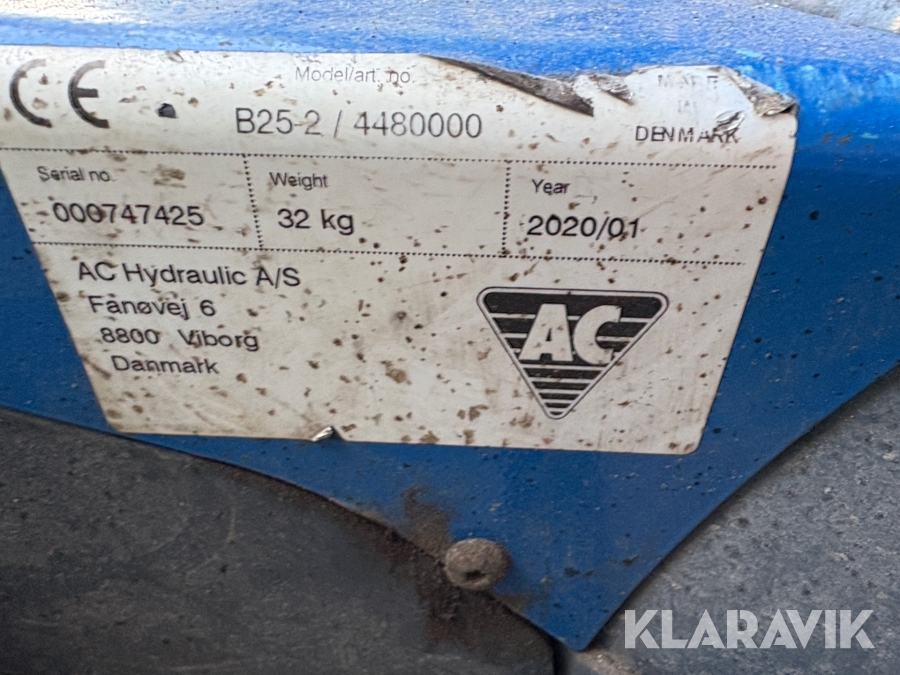 CE
Model/art. no.
B25-2 / 4480000
DENMARK
Serial no.
000747425
Weight
32 kg
Year
2020/01
AC Hydraulic A/S
Fanøvej 6
8800 Viborg
Danmark
AC
KLARAVIK